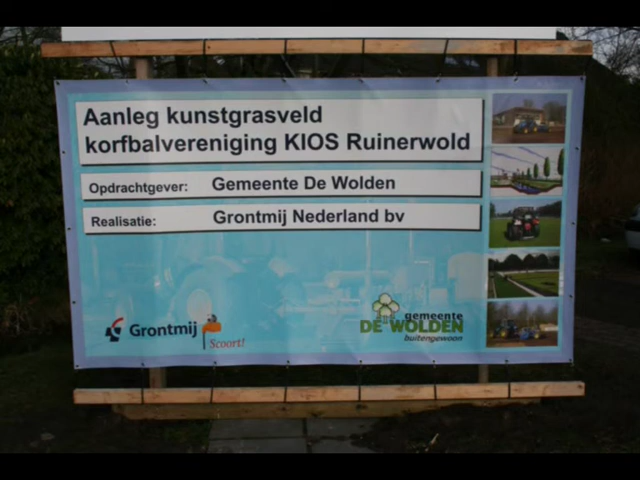 Aanleg kunstgrasveld
korfbalvereniging KIOS Ruinerwold
Opdrachtgever: Gemeente De Wolden
Realisatie: Grontmij Nederland bv
Grontmij
Scoort!
gemeente
DE WOLDEN
buitengewoon